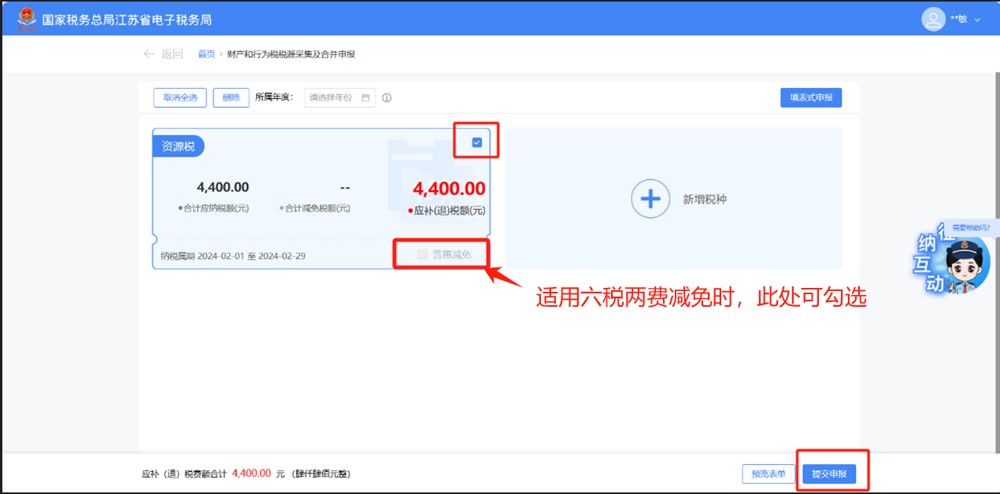 国家税务总局江苏省电子税务局
**敏
返回 首页 > 财产和行为税税源采集及合并申报
取消全选 删除 所属年度: 请选择年份 填表式申报
资源税
4,400.00 -- 4,400.00
合计应纳税额(元) 合计减免税额(元) 应补(退)税额(元)
纳税属期 2024-02-01 至 2024-02-29 普惠减免
新增税种
需要帮助吗?
征纳互动
适用六税两费减免时，此处可勾选
应补（退）税费额合计 4,400.00 元 （肆仟肆佰元整）
预览表单 提交申报